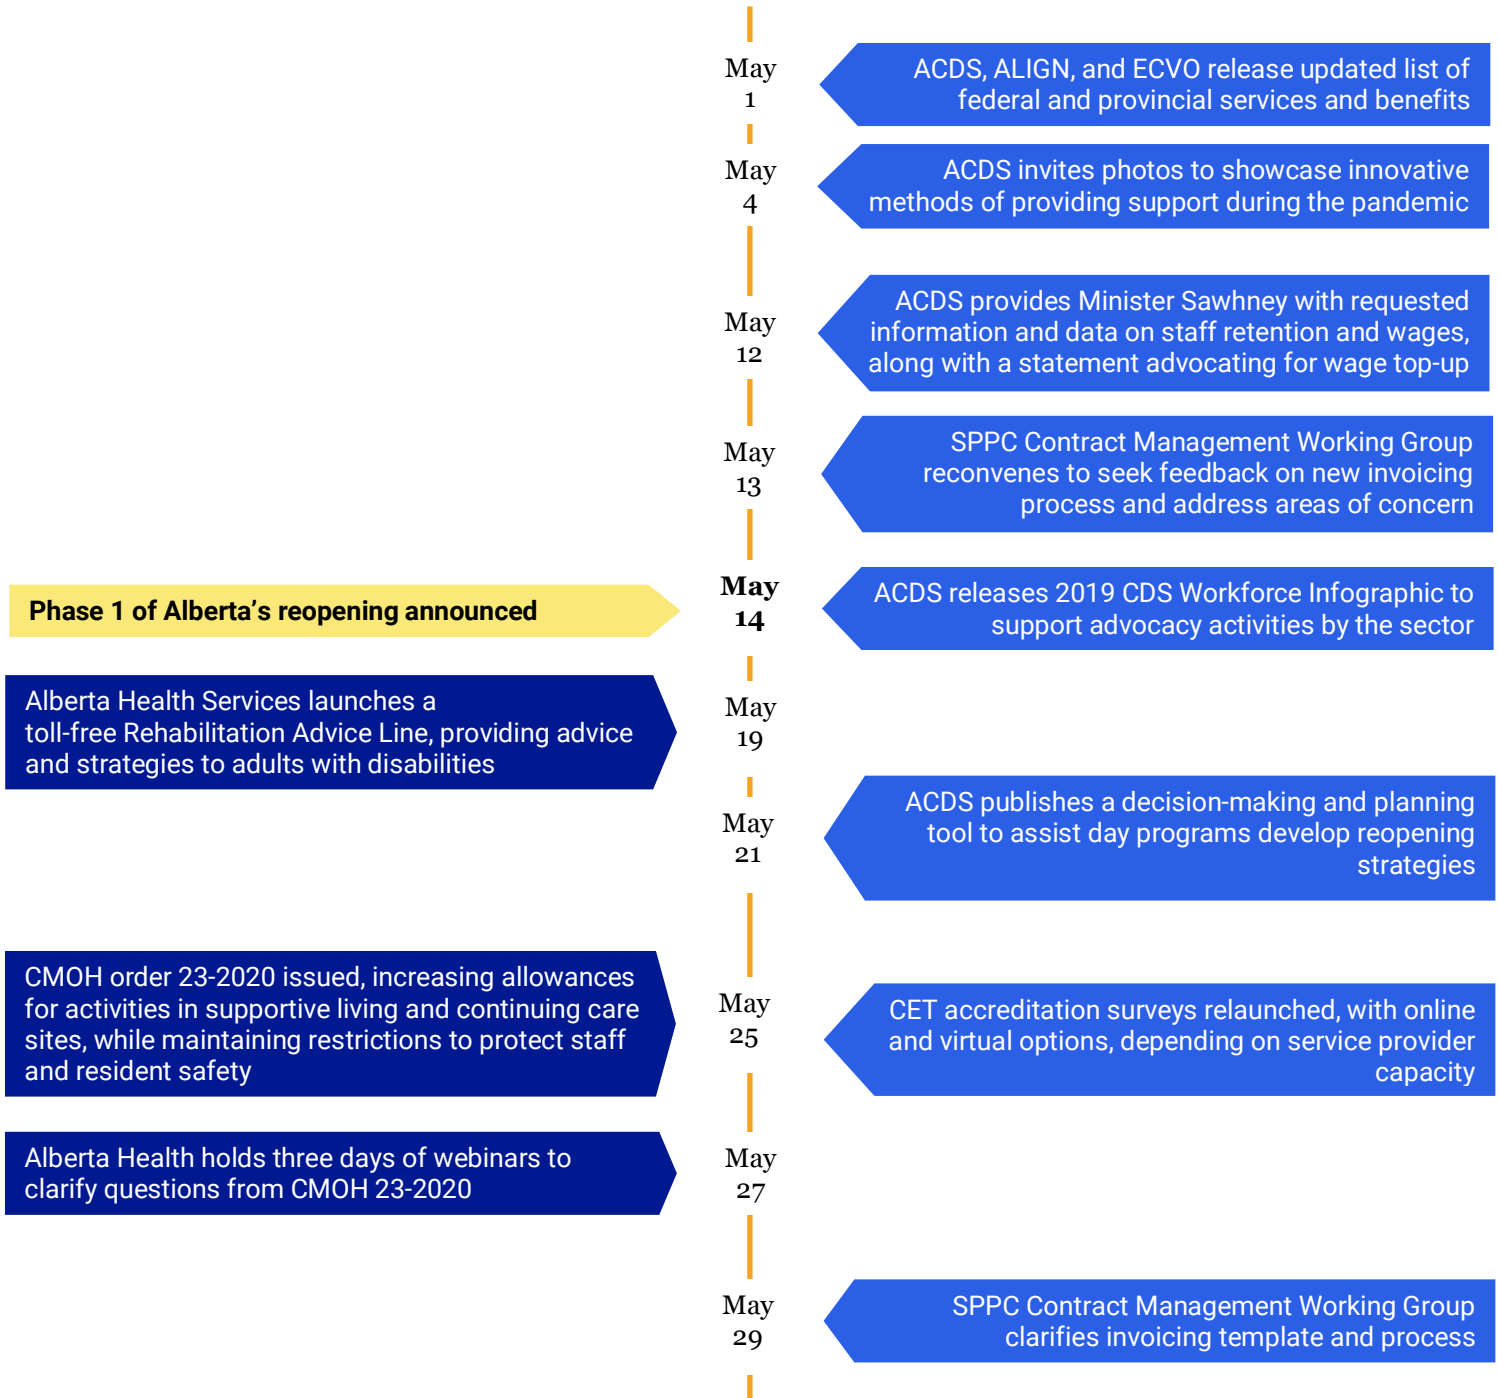 May
1
ACDS, ALIGN, and ECVO release updated list of
federal and provincial services and benefits
May
4
ACDS invites photos to showcase innovative
methods of providing support during the pandemic
May
12
ACDS provides Minister Sawhney with requested
information and data on staff retention and wages,
along with a statement advocating for wage top-up
May
13
SPPC Contract Management Working Group
reconvenes to seek feedback on new invoicing
process and address areas of concern
Phase 1 of Alberta’s reopening announced
May
14
ACDS releases 2019 CDS Workforce Infographic to
support advocacy activities by the sector
Alberta Health Services launches a
toll-free Rehabilitation Advice Line, providing advice
and strategies to adults with disabilities
May
19
May
21
ACDS publishes a decision-making and planning
tool to assist day programs develop reopening
strategies
CMOH order 23-2020 issued, increasing allowances
for activities in supportive living and continuing care
sites, while maintaining restrictions to protect staff
and resident safety
May
25
CET accreditation surveys relaunched, with online
and virtual options, depending on service provider
capacity
Alberta Health holds three days of webinars to
clarify questions from CMOH 23-2020
May
27
May
29
SPPC Contract Management Working Group
clarifies invoicing template and process